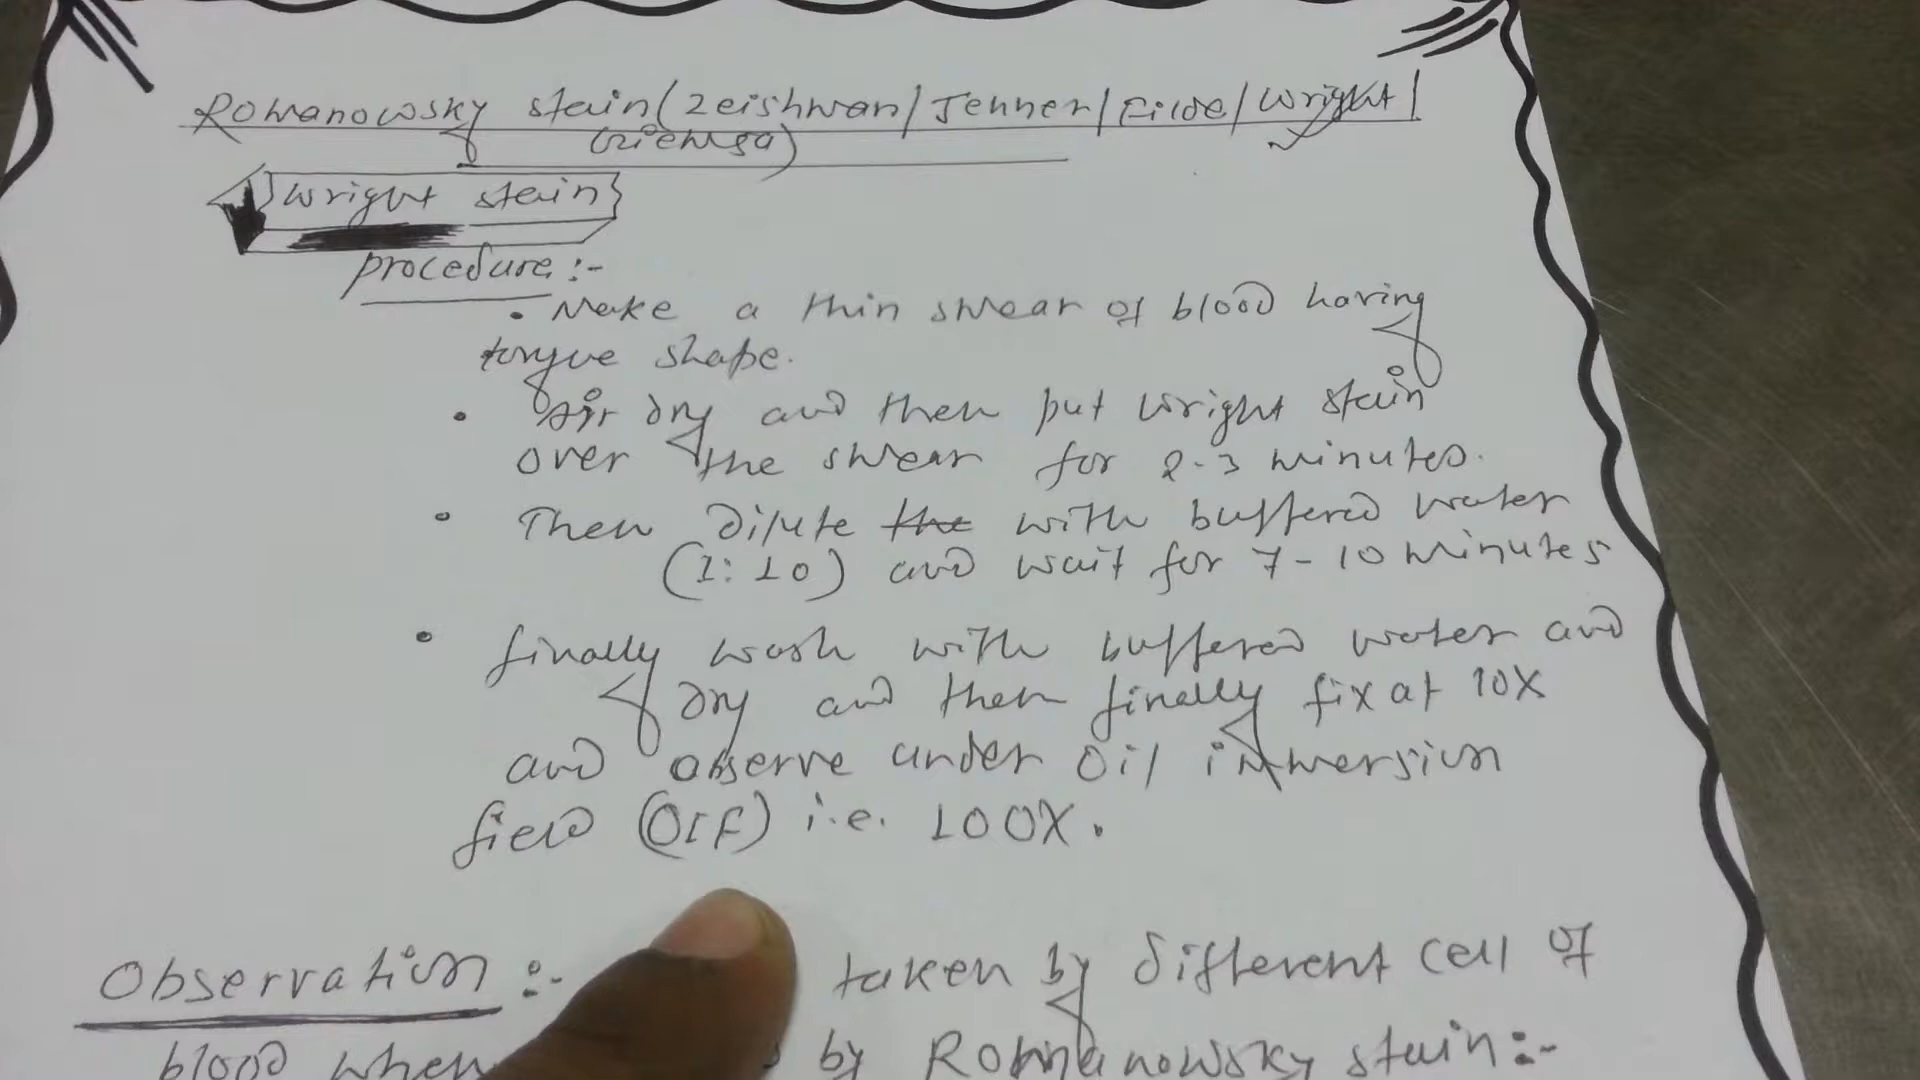 Romanowsky stain (Leishman/Jenner/Field/Wright/
Giemsa)
Wright stain
procedure:-
• Make a thin smear of blood having
tongue shape.
• Air dry and then put Wright stain
over the smear for 2-3 minutes.
• Then dilute the with buffered water
(1:10) and wait for 7-10 minutes
• finally wash with buffered water and
dry and then finally fix at 10X
and observe under oil immersion
field (OIF) i.e. 100X.
Observation :- taken by different cell of
blood when by Romanowsky stain:-